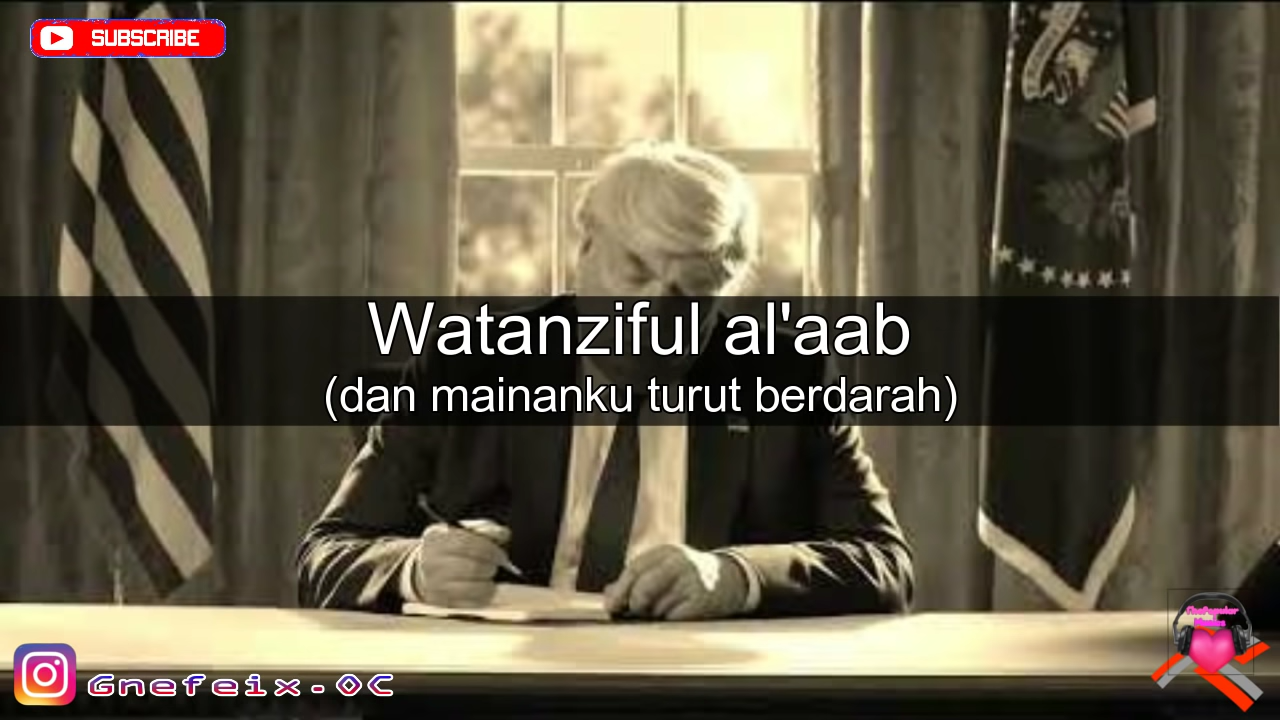 SUBSCRIBE
Watanziful al'aab
(dan mainanku turut berdarah)
Gnefeix.OC